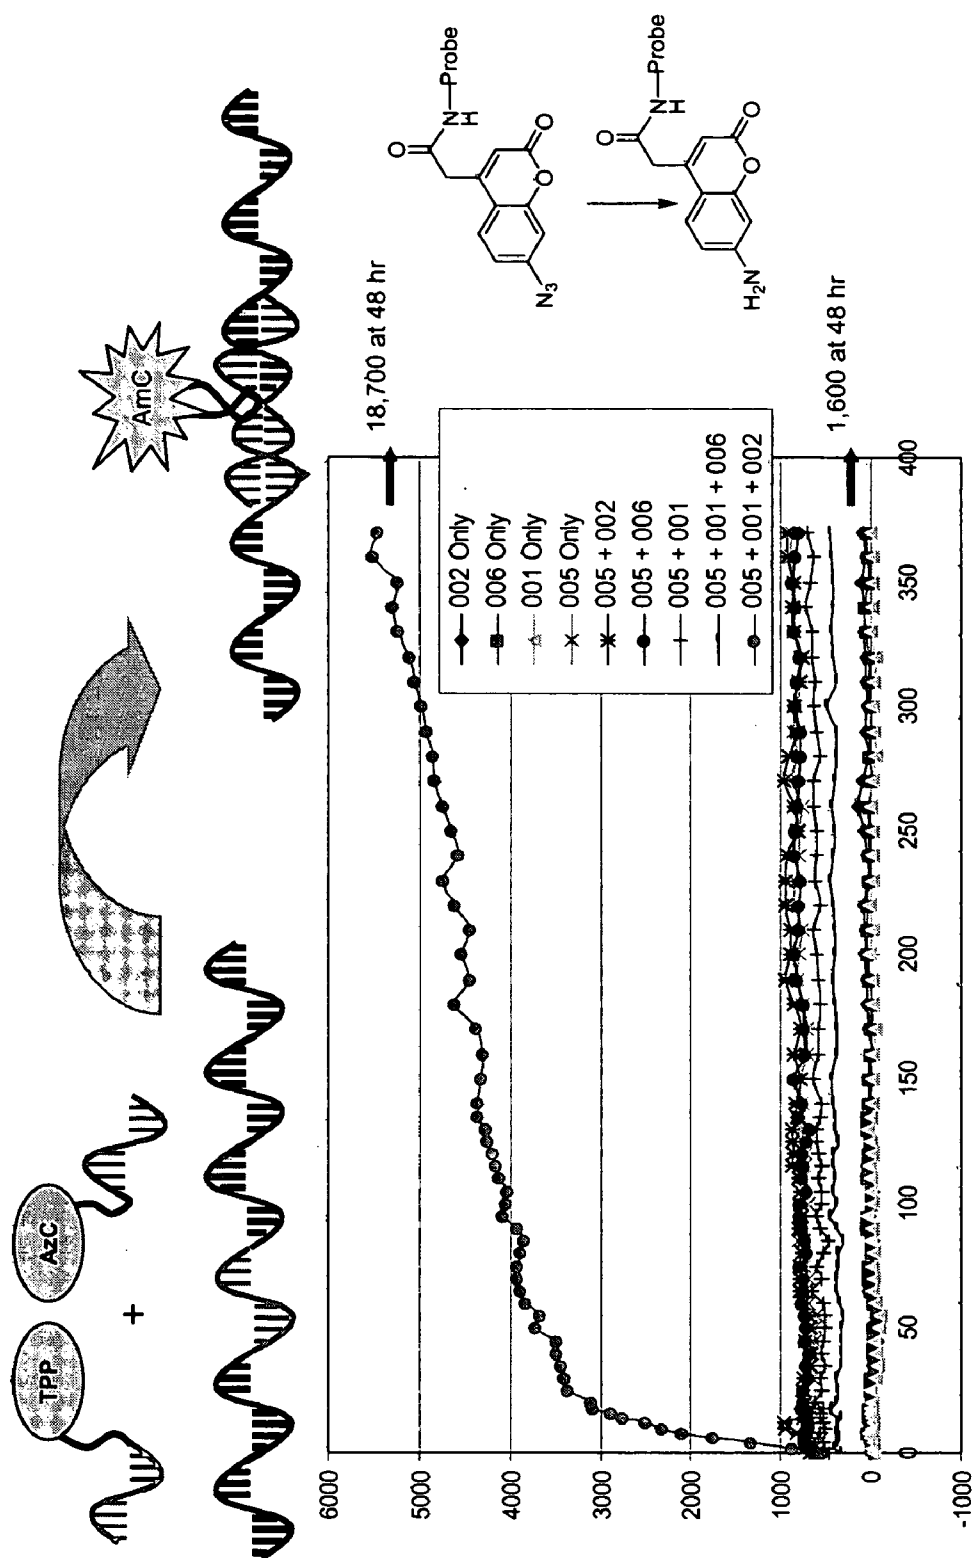 TPP
+
AzC
AmC
O
N
H
Probe
O
O
N3
O
N
H
Probe
O
O
H2N
18,700 at 48 hr
1,600 at 48 hr
6000
5000
4000
3000
2000
1000
0
-1000
0
50
100
150
200
250
300
350
400
002 Only
006 Only
001 Only
005 Only
005 + 002
005 + 006
005 + 001
005 + 001 + 006
005 + 001 + 002